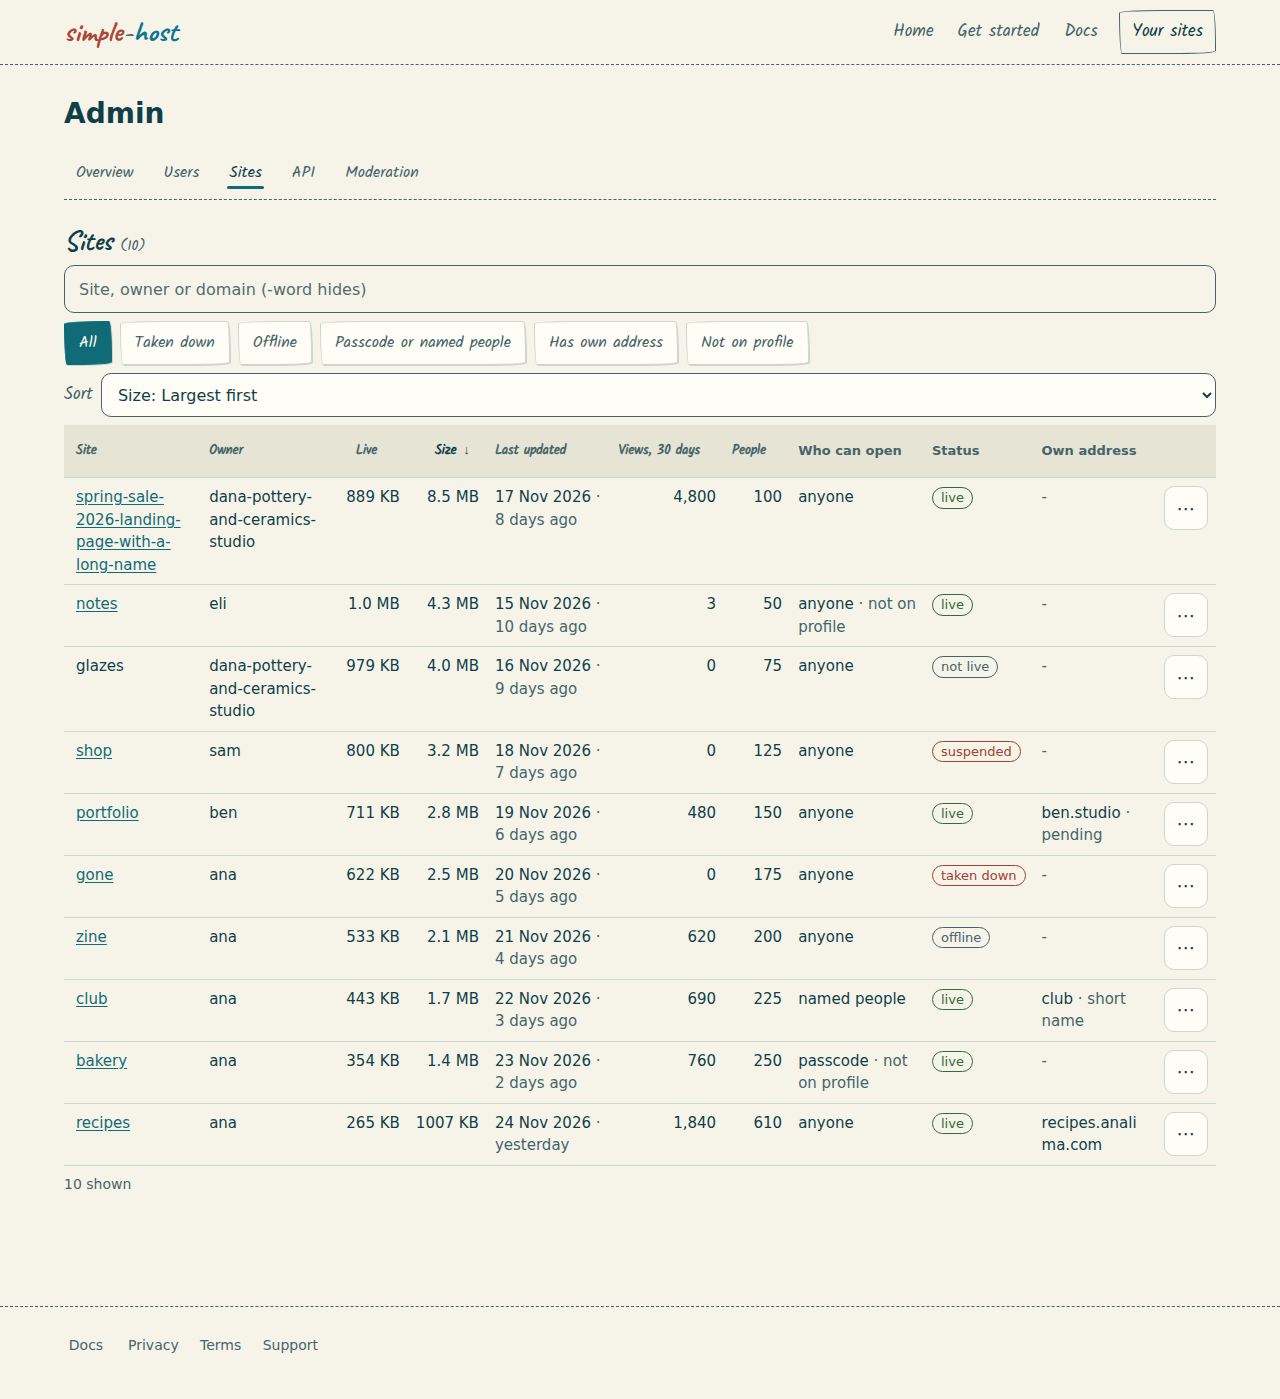 simple-host
Home Get started Docs Your sites
Admin
Overview Users Sites API Moderation
Sites (10)
Site, owner or domain (-word hides)
All Taken down Offline Passcode or named people Has own address Not on profile
Sort Size: Largest first
Site Owner Live Size ↓ Last updated Views, 30 days People Who can open Status Own address
spring-sale- dana-pottery- 889 KB 8.5 MB 17 Nov 2026 · 4,800 100 anyone live - ...
2026-landing- and-ceramics- 8 days ago
page-with-a- studio
long-name
notes eli 1.0 MB 4.3 MB 15 Nov 2026 · 3 50 anyone · not on live - ...
10 days ago profile
glazes dana-pottery- 979 KB 4.0 MB 16 Nov 2026 · 0 75 anyone not live - ...
and-ceramics- 9 days ago
studio
shop sam 800 KB 3.2 MB 18 Nov 2026 · 0 125 anyone suspended - ...
7 days ago
portfolio ben 711 KB 2.8 MB 19 Nov 2026 · 480 150 anyone live ben.studio · ...
6 days ago pending
gone ana 622 KB 2.5 MB 20 Nov 2026 · 0 175 anyone taken down - ...
5 days ago
zine ana 533 KB 2.1 MB 21 Nov 2026 · 620 200 anyone offline - ...
4 days ago
club ana 443 KB 1.7 MB 22 Nov 2026 · 690 225 named people live club · short ...
3 days ago name
bakery ana 354 KB 1.4 MB 23 Nov 2026 · 760 250 passcode · not live - ...
2 days ago on profile
recipes ana 265 KB 1007 KB 24 Nov 2026 · 1,840 610 anyone live recipes.anali ...
yesterday ma.com
10 shown
Docs Privacy Terms Support